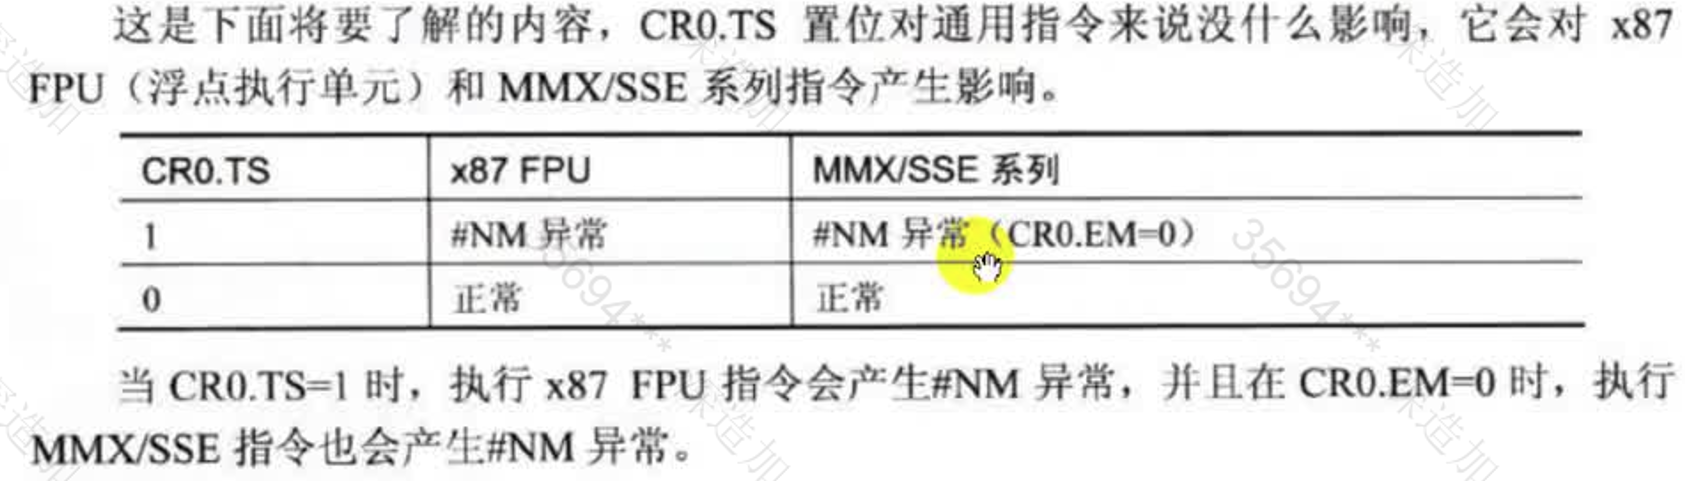 这是下面将要了解的内容，CR0.TS 置位对通用指令来说没什么影响，它会对 x87
FPU（浮点执行单元）和 MMX/SSE 系列指令产生影响。
CR0.TS x87 FPU MMX/SSE 系列
1 #NM 异常 #NM 异常（CR0.EM=0）
0 正常 正常
当 CR0.TS=1 时，执行 x87 FPU 指令会产生#NM 异常，并且在 CR0.EM=0 时，执行
MMX/SSE 指令也会产生#NM 异常。
35694***
35694***